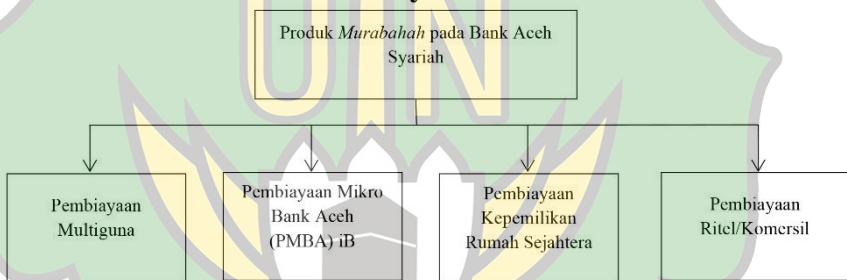 Produk Murabahah pada Bank Aceh
Syariah
Pembiayaan
Multiguna
Pembiayaan Mikro
Bank Aceh
(PMBA) iB
Pembiayaan
Kepemilikan
Rumah Sejahtera
Pembiayaan
Ritel/Komersil
UIN